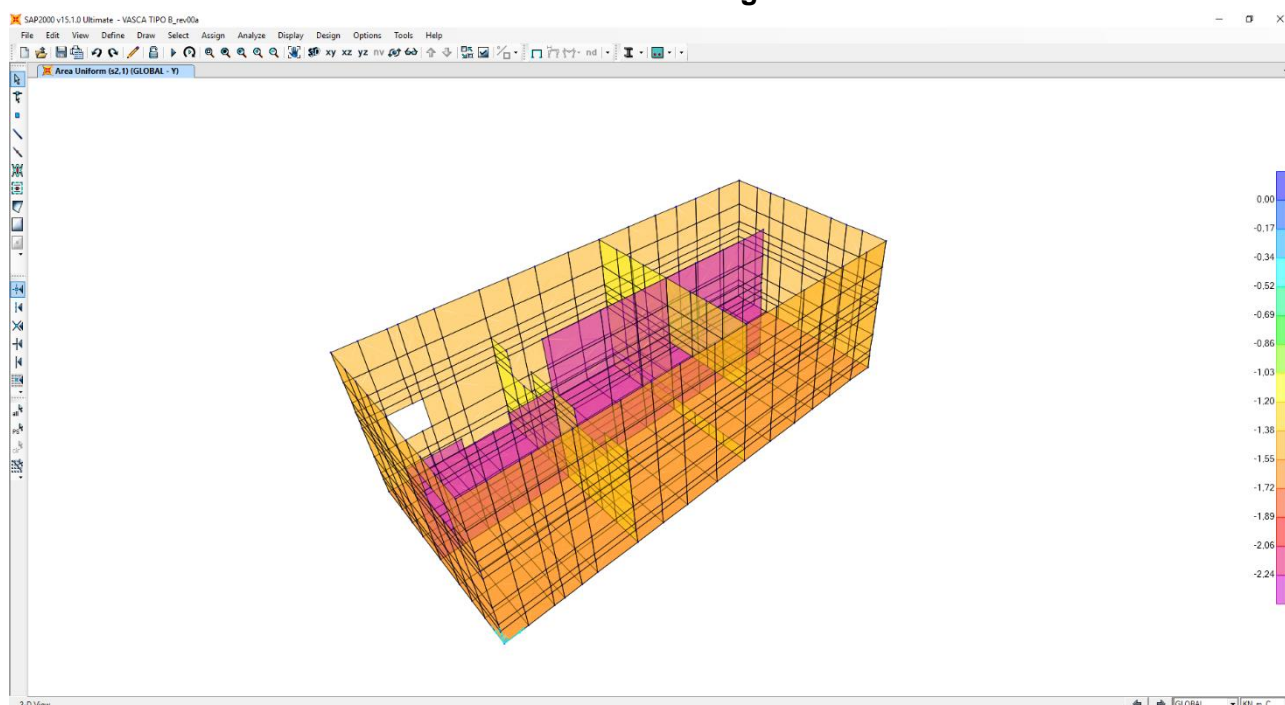 SAP2000 v15.1.0 Ultimate - VASCA TIPO B_rev00a
File Edit View Define Draw Select Assign Analyze Display Design Options Tools Help
3D xy xz yz nv nd
Area Uniform (s2,1) (GLOBAL - Y)
0,00
-0,17
-0,34
-0,52
-0,69
-0,86
-1,03
-1,20
-1,38
-1,55
-1,72
-1,89
-2,06
-2,24
3-D View
GLOBAL